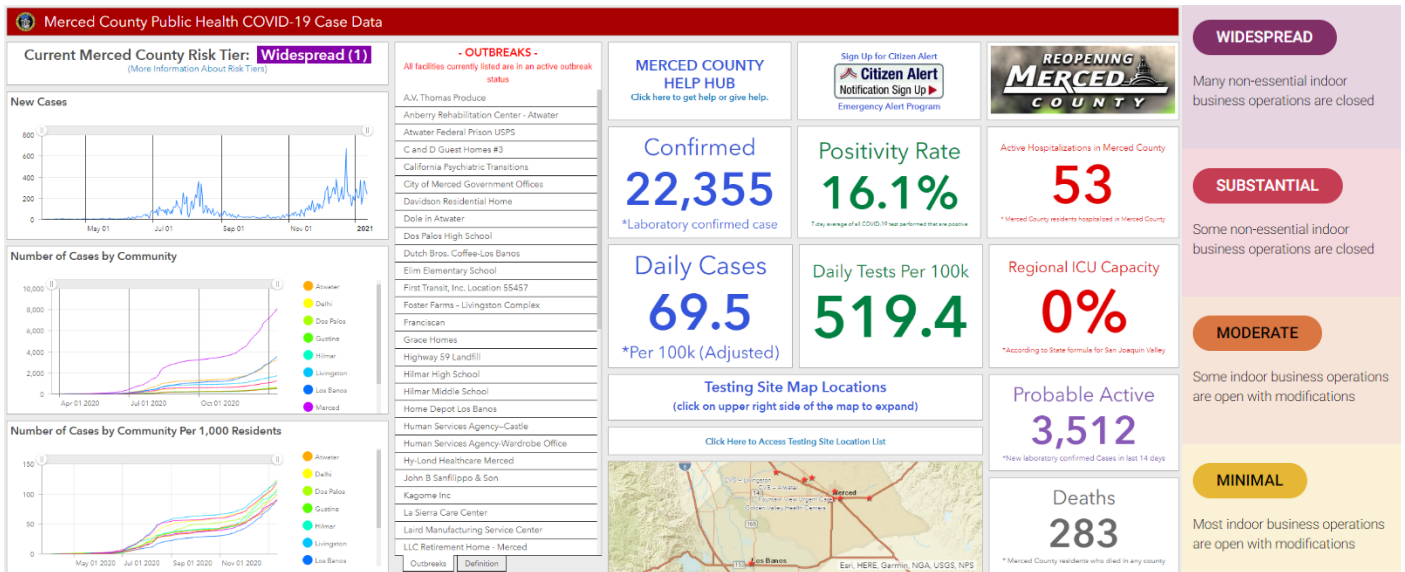 Merced County Public Health COVID-19 Case Data
Current Merced County Risk Tier: Widespread (1)
(More Information About Risk Tiers)
New Cases
800
600
400
200
0
May 01
Jul 01
Sep 01
Nov 01
2021
Number of Cases by Community
10,000
8,000
6,000
4,000
2,000
0
Apr 01 2020
Jul 01 2020
Oct 01 2020
Atwater
Delhi
Dos Palos
Gustine
Hilmar
Livingston
Los Banos
Merced
Number of Cases by Community Per 1,000 Residents
150
100
50
0
May 01 2020
Jul 01 2020
Sep 01 2020
Nov 01 2020
Atwater
Delhi
Dos Palos
Gustine
Hilmar
Livingston
Los Banos
- OUTBREAKS -
All facilities currently listed are in an active outbreak
status
A.V. Thomas Produce
Anberry Rehabilitation Center - Atwater
Atwater Federal Prison USPS
C and D Guest Homes #3
California Psychiatric Transitions
City of Merced Government Offices
Davidson Residential Home
Dole in Atwater
Dos Palos High School
Dutch Bros. Coffee-Los Banos
Elim Elementary School
First Transit, Inc. Location 55457
Foster Farms - Livingston Complex
Franciscan
Grace Homes
Highway 59 Landfill
Hilmar High School
Hilmar Middle School
Home Depot Los Banos
Human Services Agency–Castle
Human Services Agency-Wardrobe Office
Hy-Lond Healthcare Merced
John B Sanfilippo & Son
Kagome Inc
La Sierra Care Center
Laird Manufacturing Service Center
LLC Retirement Home - Merced
Outbreaks
Definition
MERCED COUNTY
HELP HUB
Click here to get help or give help.
Sign Up for Citizen Alert
Citizen Alert
Notification Sign Up
Emergency Alert Program
REOPENING
MERCED
COUNTY
Confirmed
22,355
*Laboratory confirmed case
Positivity Rate
16.1%
7 day average of all COVID-19 test performed that are positive
Active Hospitalizations in Merced County
53
* Merced County residents hospitalized in Merced County
Daily Cases
69.5
*Per 100k (Adjusted)
Daily Tests Per 100k
519.4
Regional ICU Capacity
0%
*According to State formula for San Joaquin Valley
Testing Site Map Locations
(click on upper right side of the map to expand)
Click Here to Access Testing Site Location List
Probable Active
3,512
*New laboratory confirmed Cases in last 14 days
Deaths
283
* Merced County residents who died in any county
CVS – Livingston
CVS – Atwater
140
Fountain View Urgent Care
Golden Valley Health Centers
Merced
165
Los Banos
Esri, HERE, Garmin, NGA, USGS, NPS
WIDESPREAD
Many non-essential indoor
business operations are closed
SUBSTANTIAL
Some non-essential indoor
business operations are closed
MODERATE
Some indoor business operations
are open with modifications
MINIMAL
Most indoor business operations
are open with modifications